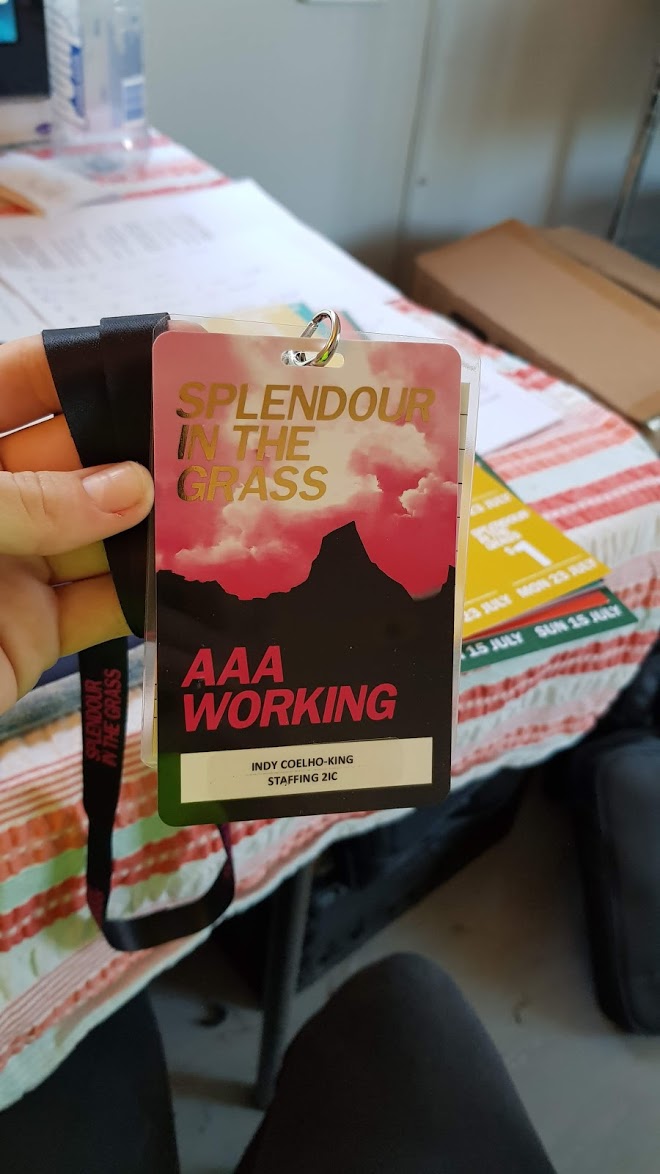 SPLENDOUR
IN THE
GRASS
AAA
WORKING
INDY COELHO-KING
STAFFING 2IC
SPLENDOUR
IN THE GRASS
1
23 JULY
MON 23 JULY
15 JULY
SUN 15 JULY